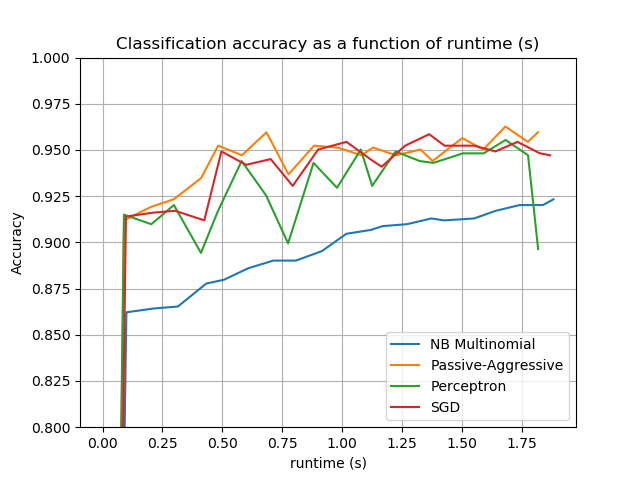 Classification accuracy as a function of runtime (s)
1.000
0.975
0.950
0.925
0.900
0.875
0.850
0.825
0.800
Accuracy
NB Multinomial
Passive-Aggressive
Perceptron
SGD
0.00 0.25 0.50 0.75 1.00 1.25 1.50 1.75
runtime (s)